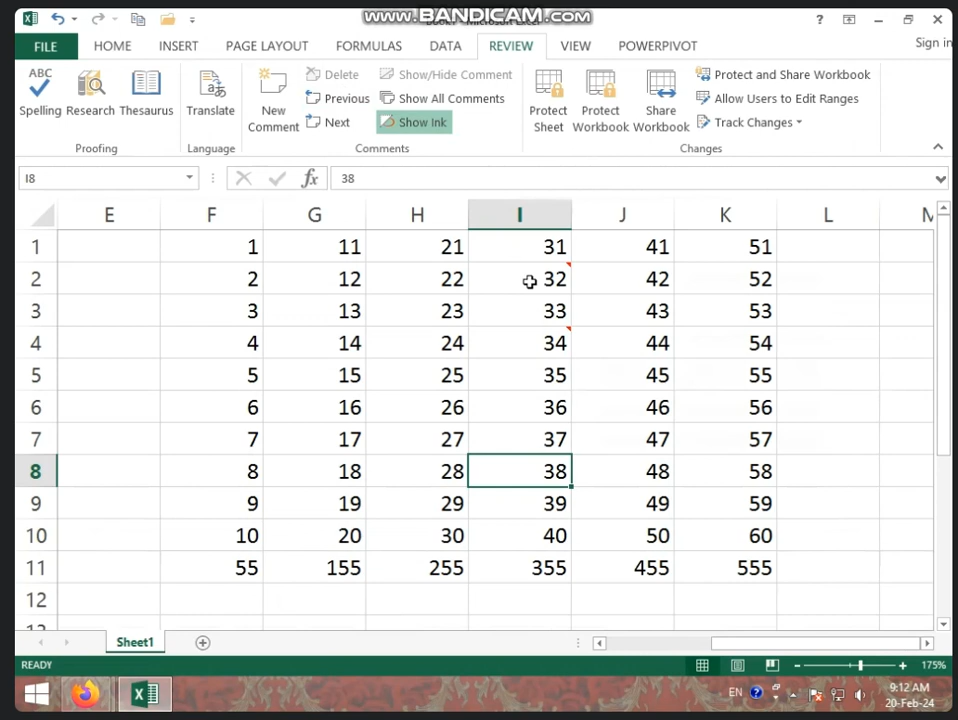 WWW.BANDICAM.COM
?
FILE HOME INSERT PAGE LAYOUT FORMULAS DATA REVIEW VIEW POWERPIVOT Sign in
ABC
Spelling Research Thesaurus
Proofing
Translate
Language
New Comment
Delete
Previous
Next
Show/Hide Comment
Show All Comments
Show Ink
Comments
Protect Sheet
Protect Workbook
Share Workbook
Protect and Share Workbook
Allow Users to Edit Ranges
Track Changes
Changes
I8 fx 38
E F G H I J K L M
1 1 11 21 31 41 51
2 2 12 22 32 42 52
3 3 13 23 33 43 53
4 4 14 24 34 44 54
5 5 15 25 35 45 55
6 6 16 26 36 46 56
7 7 17 27 37 47 57
8 8 18 28 38 48 58
9 9 19 29 39 49 59
10 10 20 30 40 50 60
11 55 155 255 355 455 555
12
Sheet1
READY 175%
EN 9:12 AM
20-Feb-24